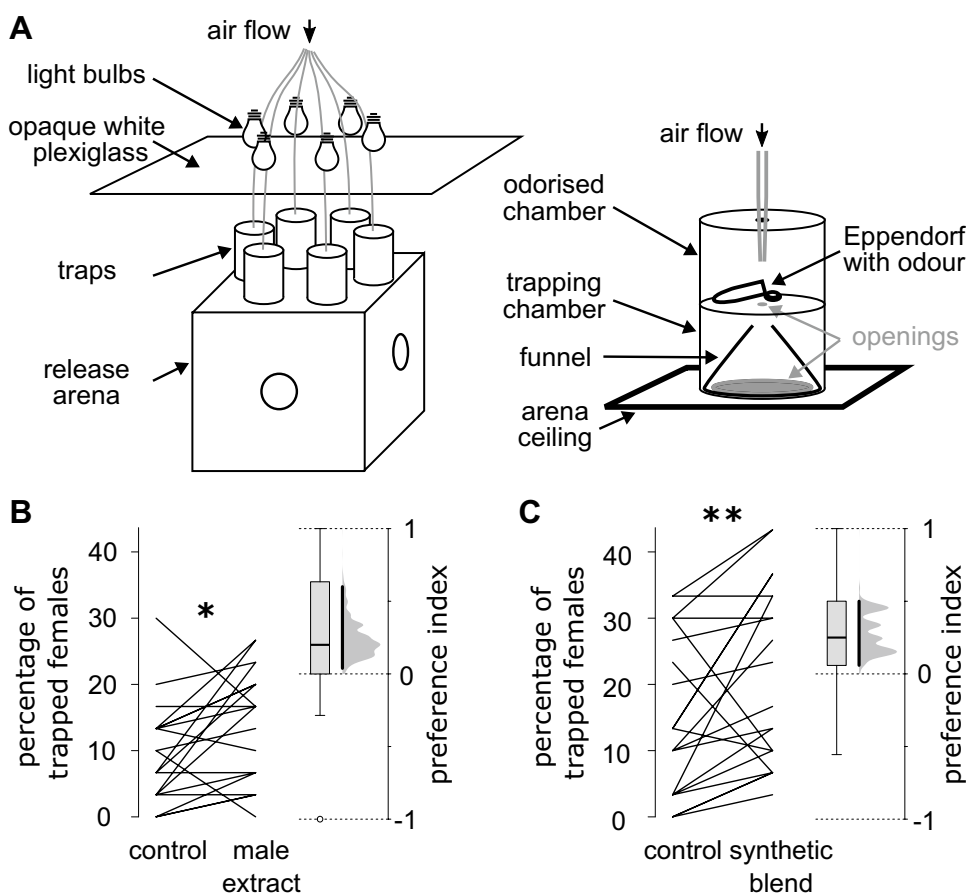 A
air flow
light bulbs
opaque white
plexiglass
traps
release
arena
air flow
odorised
chamber
Eppendorf
with odour
trapping
chamber
openings
funnel
arena
ceiling
B
percentage of
trapped females
40
30
20
10
0
*
control
male
extract
1
0
-1
preference index
C
percentage of
trapped females
40
30
20
10
0
**
control synthetic
blend
1
0
-1
preference index